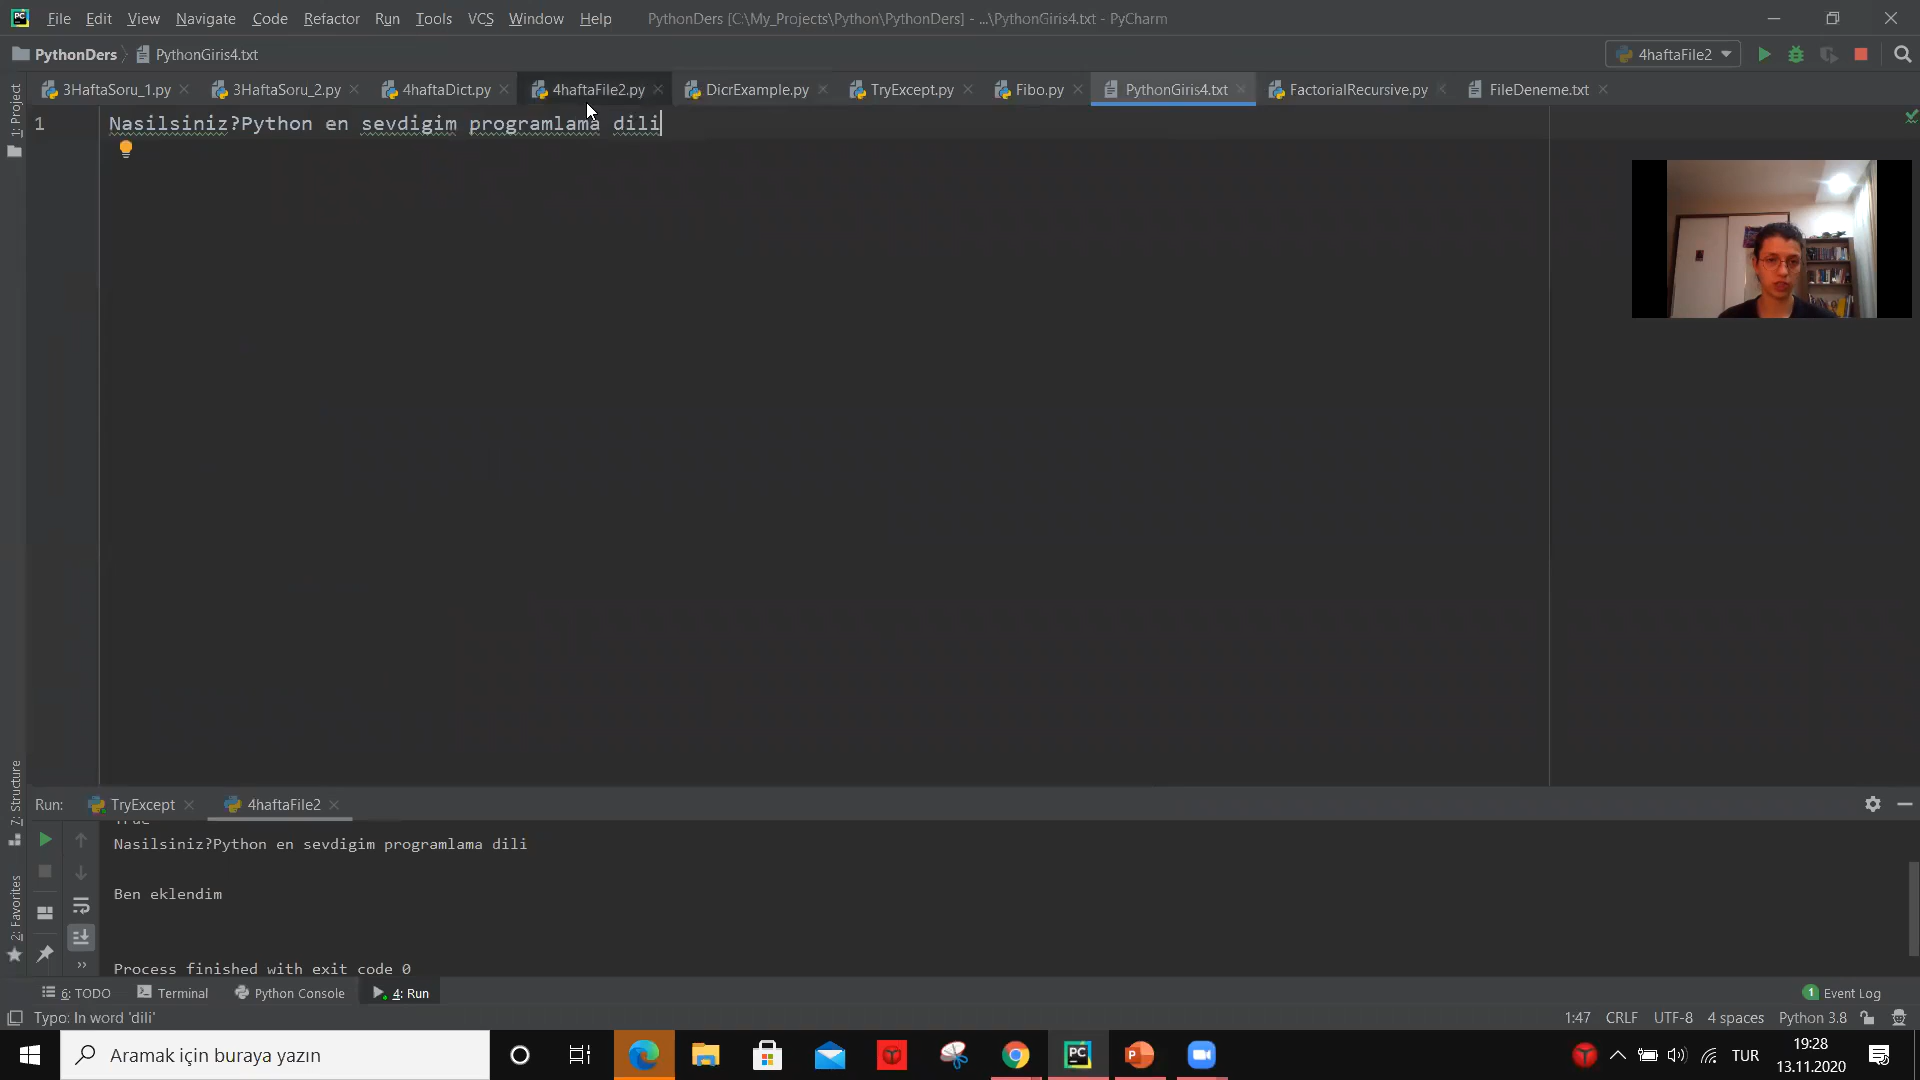 File Edit View Navigate Code Refactor Run Tools VCS Window Help PythonDers [C:\My_Projects\Python\PythonDers] - ...\PythonGiris4.txt - PyCharm
PythonDers PythonGiris4.txt 4haftaFile2
3HaftaSoru_1.py 3HaftaSoru_2.py 4haftaDict.py 4haftaFile2.py DicrExample.py TryExcept.py Fibo.py PythonGiris4.txt FactorialRecursive.py FileDeneme.txt
1: Project
1 Nasilsiniz?Python en sevdigim programlama dili
7: Structure
2: Favorites
Run: TryExcept 4haftaFile2
Nasilsiniz?Python en sevdigim programlama dili
Ben eklendim
Process finished with exit code 0
6: TODO Terminal Python Console 4: Run 1 Event Log
Typo: In word 'dili' 1:47 CRLF UTF-8 4 spaces Python 3.8
Aramak için buraya yazın TUR 19:28
13.11.2020